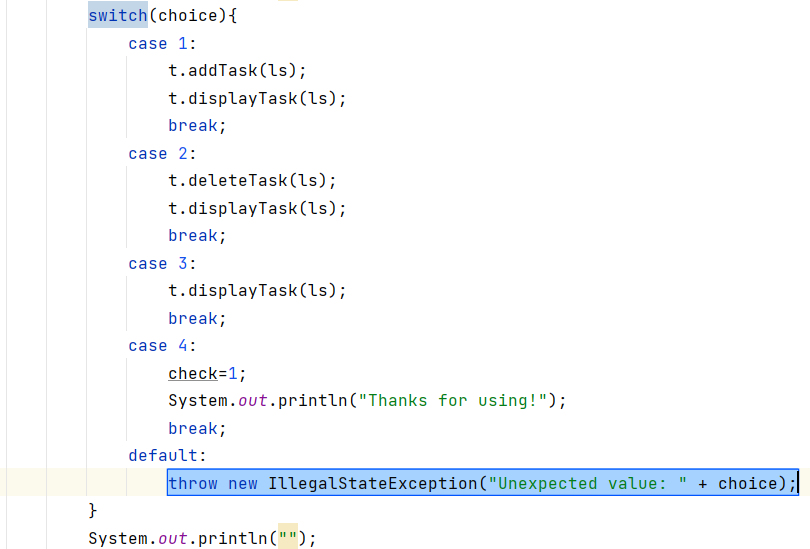 switch(choice){
case 1:
t.addTask(ls);
t.displayTask(ls);
break;
case 2:
t.deleteTask(ls);
t.displayTask(ls);
break;
case 3:
t.displayTask(ls);
break;
case 4:
check=1;
System.out.println("Thanks for using!");
break;
default:
throw new IllegalStateException("Unexpected value: " + choice);
}
System.out.println("");